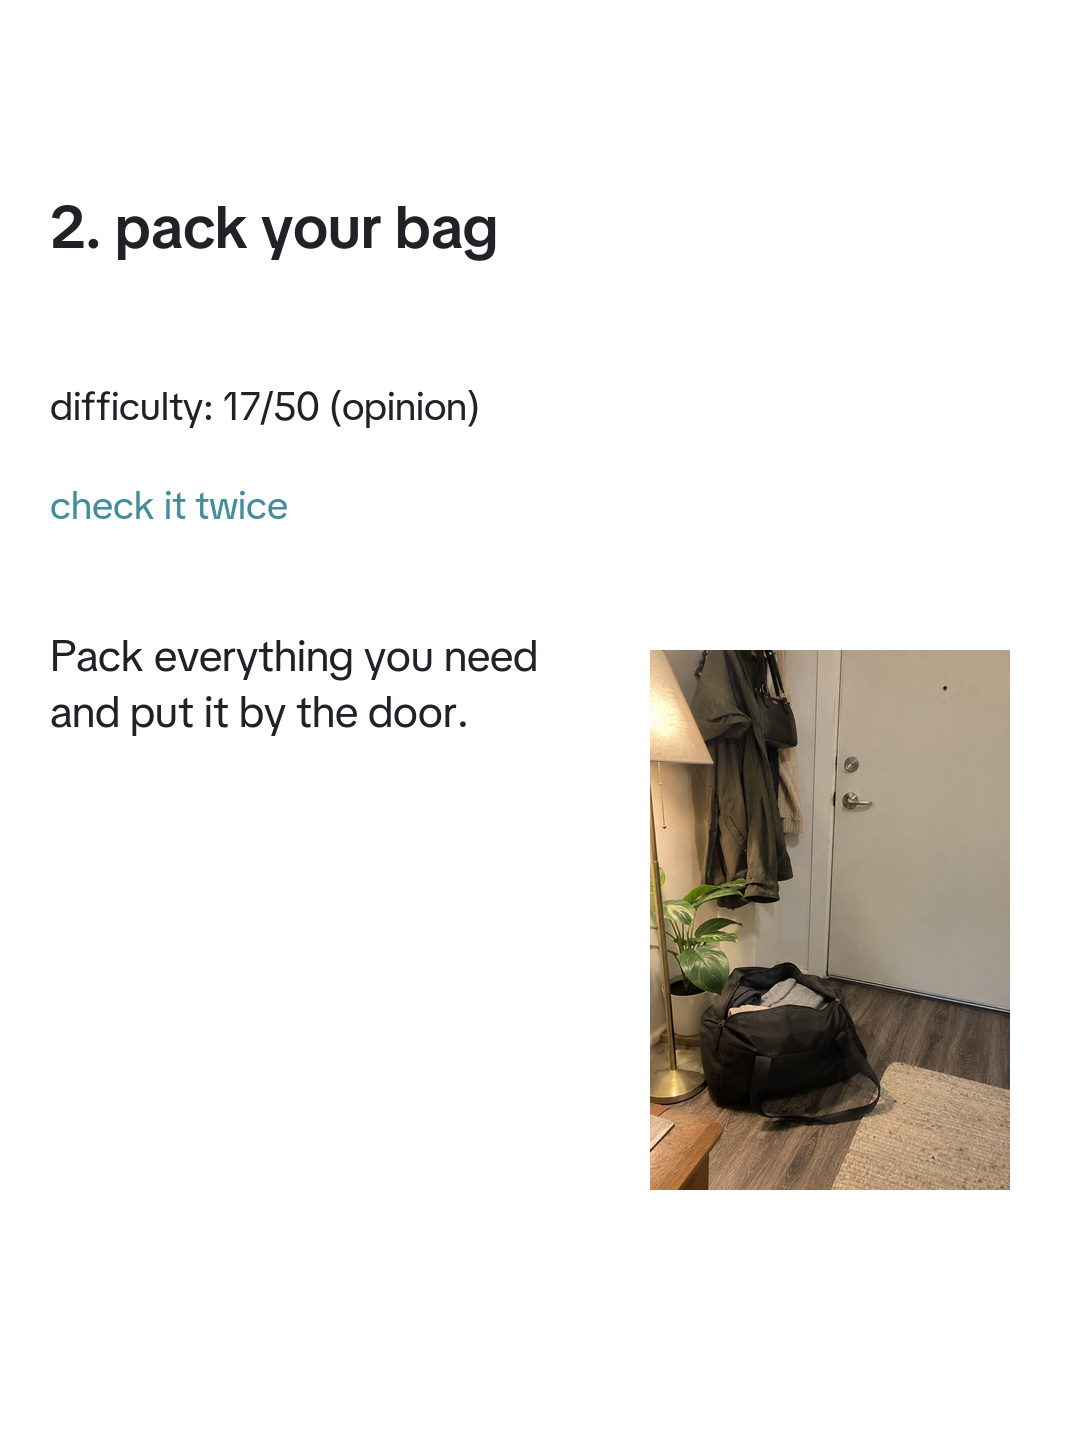 2. pack your bag
difficulty: 17/50 (opinion)
check it twice
Pack everything you need
and put it by the door.